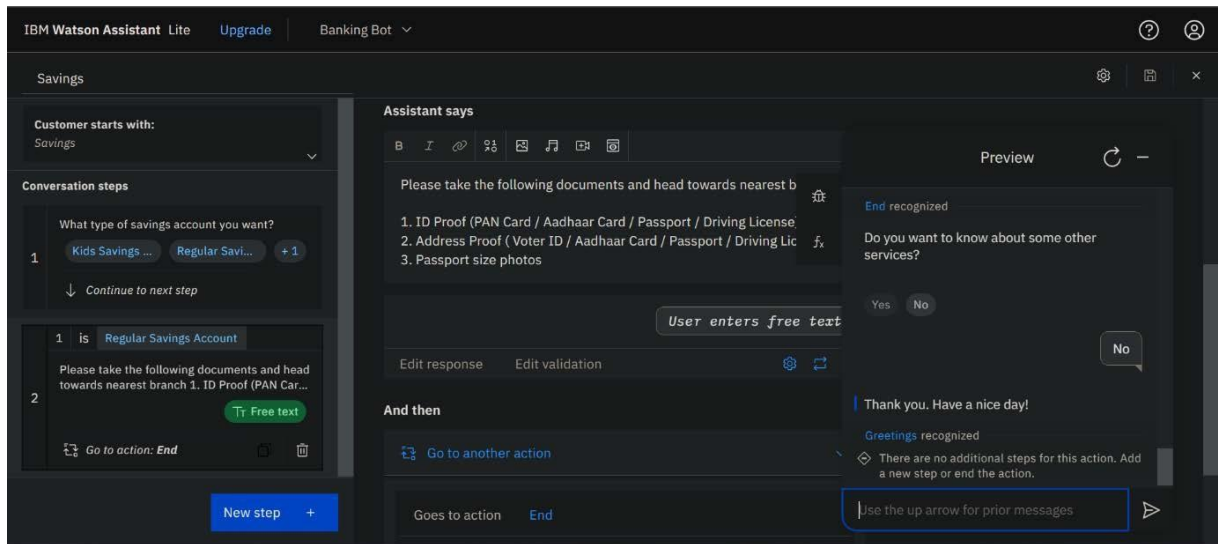 IBM Watson Assistant Lite Upgrade Banking Bot
Savings
Customer starts with:
Savings
Conversation steps
1
What type of savings account you want?
Kids Savings ... Regular Savi... + 1
Continue to next step
2
1 is Regular Savings Account
Please take the following documents and head
towards nearest branch 1. ID Proof (PAN Car...
Tт Free text
Go to action: End
New step +
Assistant says
B I
Please take the following documents and head towards nearest b
1. ID Proof (PAN Card / Aadhaar Card / Passport / Driving License)
2. Address Proof ( Voter ID / Aadhaar Card / Passport / Driving Lic
3. Passport size photos
User enters free text
Edit response Edit validation
And then
Go to another action
Goes to action End
fx
Preview
End recognized
Do you want to know about some other
services?
Yes No
No
Thank you. Have a nice day!
Greetings recognized
There are no additional steps for this action. Add
a new step or end the action.
Use the up arrow for prior messages